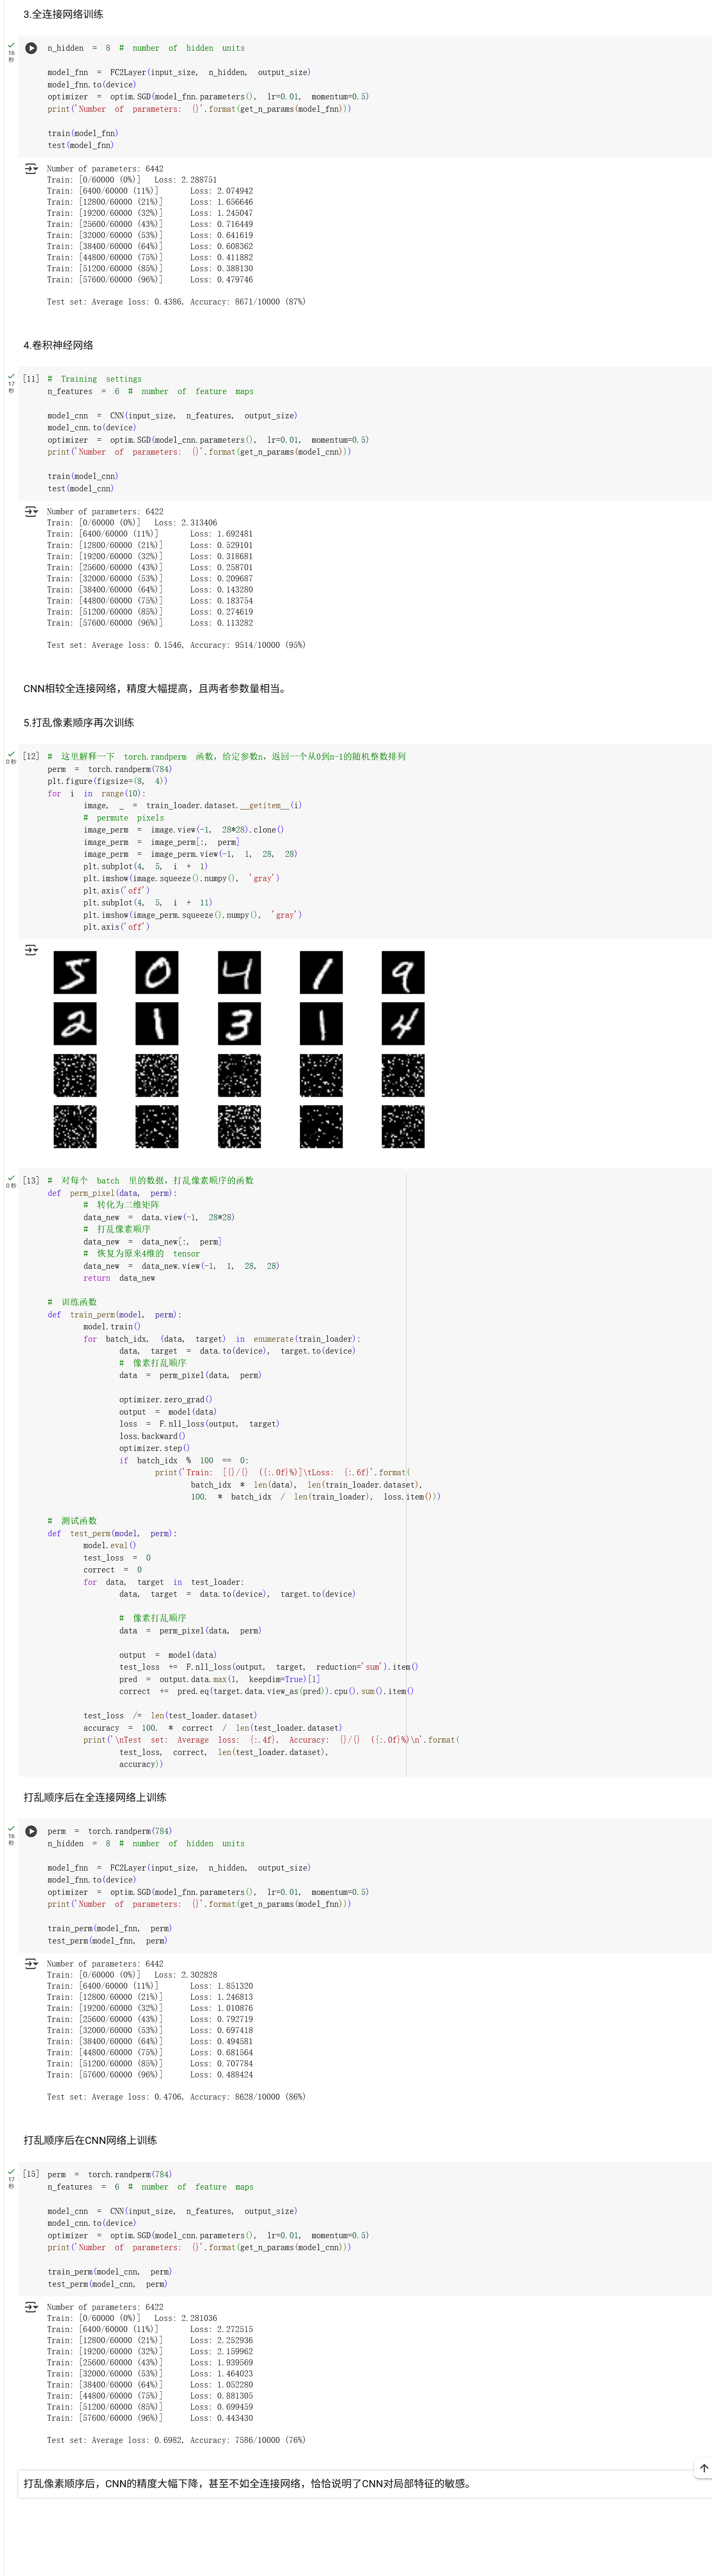 3.全连接网络训练
16
秒
n_hidden = 8 # number of hidden units
model_fnn = FC2Layer(input_size, n_hidden, output_size)
model_fnn.to(device)
optimizer = optim.SGD(model_fnn.parameters(), lr=0.01, momentum=0.5)
print('Number of parameters: {}'.format(get_n_params(model_fnn)))
train(model_fnn)
test(model_fnn)
Number of parameters: 6442
Train: [0/60000 (0%)] Loss: 2.288751
Train: [6400/60000 (11%)] Loss: 2.074942
Train: [12800/60000 (21%)] Loss: 1.656646
Train: [19200/60000 (32%)] Loss: 1.245047
Train: [25600/60000 (43%)] Loss: 0.716449
Train: [32000/60000 (53%)] Loss: 0.641619
Train: [38400/60000 (64%)] Loss: 0.608362
Train: [44800/60000 (75%)] Loss: 0.411882
Train: [51200/60000 (85%)] Loss: 0.388130
Train: [57600/60000 (96%)] Loss: 0.479746
Test set: Average loss: 0.4386, Accuracy: 8671/10000 (87%)
4.卷积神经网络
17
秒
[11] # Training settings
n_features = 6 # number of feature maps
model_cnn = CNN(input_size, n_features, output_size)
model_cnn.to(device)
optimizer = optim.SGD(model_cnn.parameters(), lr=0.01, momentum=0.5)
print('Number of parameters: {}'.format(get_n_params(model_cnn)))
train(model_cnn)
test(model_cnn)
Number of parameters: 6422
Train: [0/60000 (0%)] Loss: 2.313406
Train: [6400/60000 (11%)] Loss: 1.692481
Train: [12800/60000 (21%)] Loss: 0.529101
Train: [19200/60000 (32%)] Loss: 0.318681
Train: [25600/60000 (43%)] Loss: 0.258701
Train: [32000/60000 (53%)] Loss: 0.209687
Train: [38400/60000 (64%)] Loss: 0.143280
Train: [44800/60000 (75%)] Loss: 0.183754
Train: [51200/60000 (85%)] Loss: 0.274619
Train: [57600/60000 (96%)] Loss: 0.113282
Test set: Average loss: 0.1546, Accuracy: 9514/10000 (95%)
CNN相较全连接网络，精度大幅提高，且两者参数量相当。
5.打乱像素顺序再次训练
0 秒
[12] # 这里解释一下 torch.randperm 函数，给定参数n，返回一个从0到n-1的随机整数排列
perm = torch.randperm(784)
plt.figure(figsize=(8, 4))
for i in range(10):
image, _ = train_loader.dataset.__getitem__(i)
# permute pixels
image_perm = image.view(-1, 28*28).clone()
image_perm = image_perm[:, perm]
image_perm = image_perm.view(-1, 1, 28, 28)
plt.subplot(4, 5, i + 1)
plt.imshow(image.squeeze().numpy(), 'gray')
plt.axis('off')
plt.subplot(4, 5, i + 11)
plt.imshow(image_perm.squeeze().numpy(), 'gray')
plt.axis('off')
5 0 4 1 9
2 1 3 1 4
0 秒
[13] # 对每个 batch 里的数据，打乱像素顺序的函数
def perm_pixel(data, perm):
# 转化为二维矩阵
data_new = data.view(-1, 28*28)
# 打乱像素顺序
data_new = data_new[:, perm]
# 恢复为原来4维的 tensor
data_new = data_new.view(-1, 1, 28, 28)
return data_new
# 训练函数
def train_perm(model, perm):
model.train()
for batch_idx, (data, target) in enumerate(train_loader):
data, target = data.to(device), target.to(device)
# 像素打乱顺序
data = perm_pixel(data, perm)
optimizer.zero_grad()
output = model(data)
loss = F.nll_loss(output, target)
loss.backward()
optimizer.step()
if batch_idx % 100 == 0:
print('Train: [{}/{} ({:.0f}%)]\tLoss: {:.6f}'.format(
batch_idx * len(data), len(train_loader.dataset),
100. * batch_idx / len(train_loader), loss.item()))
# 测试函数
def test_perm(model, perm):
model.eval()
test_loss = 0
correct = 0
for data, target in test_loader:
data, target = data.to(device), target.to(device)
# 像素打乱顺序
data = perm_pixel(data, perm)
output = model(data)
test_loss += F.nll_loss(output, target, reduction='sum').item()
pred = output.data.max(1, keepdim=True)[1]
correct += pred.eq(target.data.view_as(pred)).cpu().sum().item()
test_loss /= len(test_loader.dataset)
accuracy = 100. * correct / len(test_loader.dataset)
print('\nTest set: Average loss: {:.4f}, Accuracy: {}/{} ({:.0f}%)\n'.format(
test_loss, correct, len(test_loader.dataset),
accuracy))
打乱顺序后在全连接网络上训练
16
秒
perm = torch.randperm(784)
n_hidden = 8 # number of hidden units
model_fnn = FC2Layer(input_size, n_hidden, output_size)
model_fnn.to(device)
optimizer = optim.SGD(model_fnn.parameters(), lr=0.01, momentum=0.5)
print('Number of parameters: {}'.format(get_n_params(model_fnn)))
train_perm(model_fnn, perm)
test_perm(model_fnn, perm)
Number of parameters: 6442
Train: [0/60000 (0%)] Loss: 2.302828
Train: [6400/60000 (11%)] Loss: 1.851320
Train: [12800/60000 (21%)] Loss: 1.246813
Train: [19200/60000 (32%)] Loss: 1.010876
Train: [25600/60000 (43%)] Loss: 0.792719
Train: [32000/60000 (53%)] Loss: 0.697418
Train: [38400/60000 (64%)] Loss: 0.494581
Train: [44800/60000 (75%)] Loss: 0.681564
Train: [51200/60000 (85%)] Loss: 0.707784
Train: [57600/60000 (96%)] Loss: 0.488424
Test set: Average loss: 0.4706, Accuracy: 8628/10000 (86%)
打乱顺序后在CNN网络上训练
17
秒
[15] perm = torch.randperm(784)
n_features = 6 # number of feature maps
model_cnn = CNN(input_size, n_features, output_size)
model_cnn.to(device)
optimizer = optim.SGD(model_cnn.parameters(), lr=0.01, momentum=0.5)
print('Number of parameters: {}'.format(get_n_params(model_cnn)))
train_perm(model_cnn, perm)
test_perm(model_cnn, perm)
Number of parameters: 6422
Train: [0/60000 (0%)] Loss: 2.281036
Train: [6400/60000 (11%)] Loss: 2.272515
Train: [12800/60000 (21%)] Loss: 2.252936
Train: [19200/60000 (32%)] Loss: 2.159962
Train: [25600/60000 (43%)] Loss: 1.939569
Train: [32000/60000 (53%)] Loss: 1.464023
Train: [38400/60000 (64%)] Loss: 1.052280
Train: [44800/60000 (75%)] Loss: 0.881305
Train: [51200/60000 (85%)] Loss: 0.699459
Train: [57600/60000 (96%)] Loss: 0.443430
Test set: Average loss: 0.6982, Accuracy: 7586/10000 (76%)
打乱像素顺序后，CNN的精度大幅下降，甚至不如全连接网络，恰恰说明了CNN对局部特征的敏感。